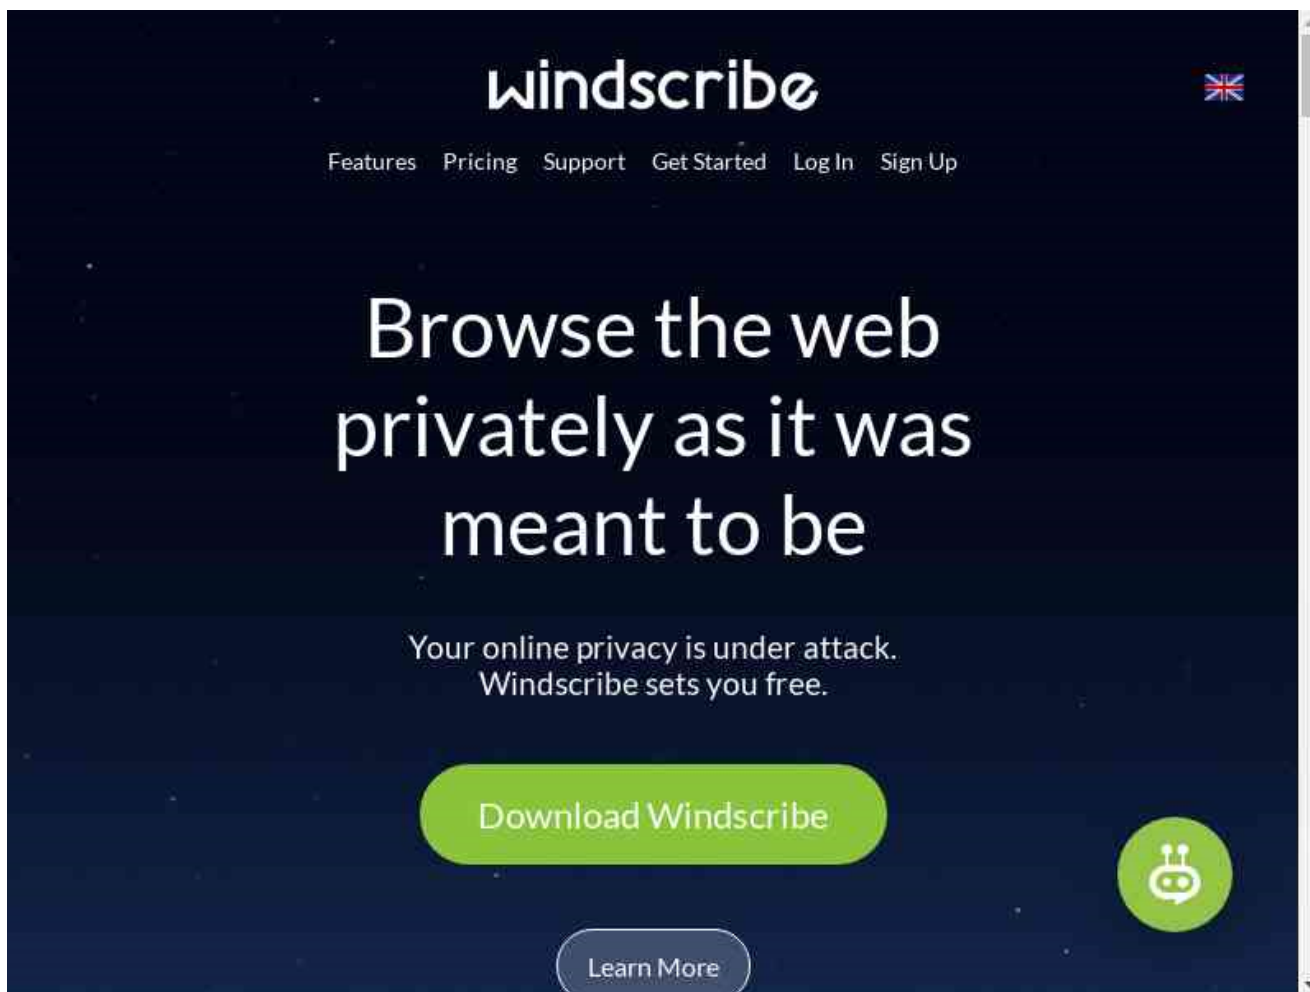 windscribe
Features Pricing Support Get Started Log In Sign Up
Browse the web
privately as it was
meant to be
Your online privacy is under attack.
Windscribe sets you free.
Download Windscribe
Learn More